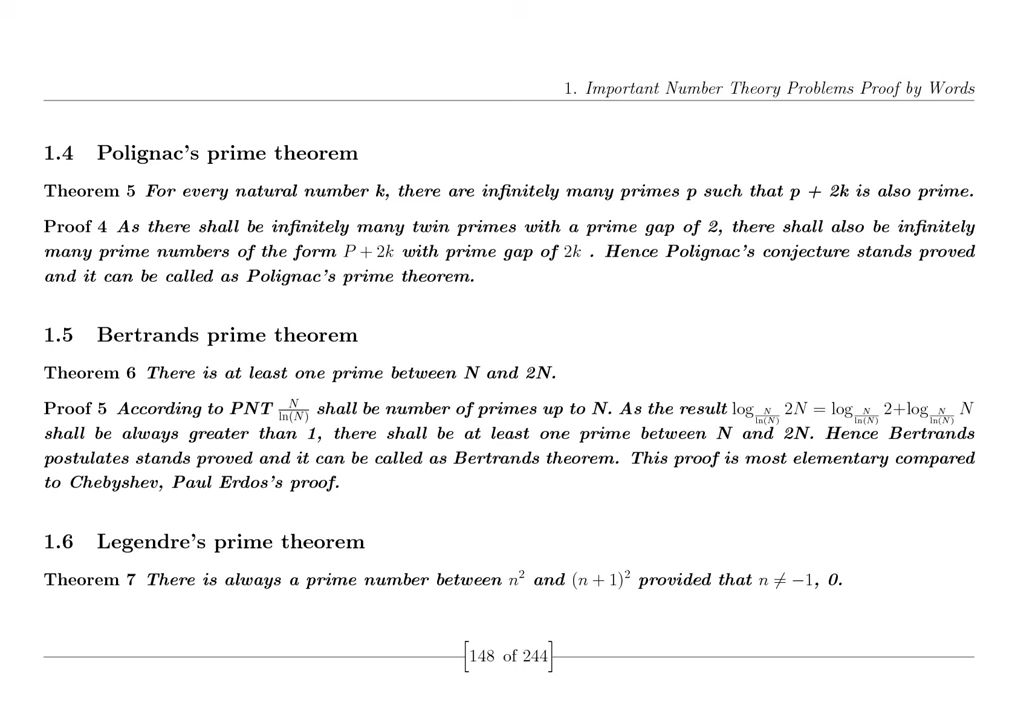 1. Important Number Theory Problems Proof by Words
1.4 Polignac's prime theorem
Theorem 5 For every natural number k, there are infinitely many primes p such that p + 2k is also prime.
Proof 4 As there shall be infinitely many twin primes with a prime gap of 2, there shall also be infinitely
many prime numbers of the form P + 2k with prime gap of 2k . Hence Polignac's conjecture stands proved
and it can be called as Polignac's prime theorem.
1.5 Bertrands prime theorem
Theorem 6 There is at least one prime between N and 2N.
Proof 5 According to PNT \frac{N}{\ln(N)} shall be number of primes up to N. As the result \log_{\frac{N}{\ln(N)}} 2N = \log_{\frac{N}{\ln(N)}} 2+\log_{\frac{N}{\ln(N)}} N
shall be always greater than 1, there shall be at least one prime between N and 2N. Hence Bertrands
postulates stands proved and it can be called as Bertrands theorem. This proof is most elementary compared
to Chebyshev, Paul Erdos's proof.
1.6 Legendre's prime theorem
Theorem 7 There is always a prime number between n² and (n + 1)² provided that n ≠ −1, 0.
[148 of 244]